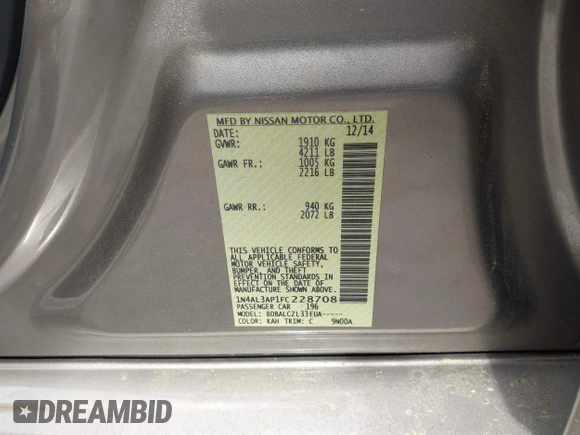 MFD BY NISSAN MOTOR CO., LTD.
DATE: 12/14
GVWR: 1910 KG
4211 LB
GAWR FR.: 1005 KG
2216 LB
GAWR RR.: 940 KG
2072 LB
THIS VEHICLE CONFORMS TO
ALL APPLICABLE FEDERAL
MOTOR VEHICLE SAFETY,
BUMPER, AND THEFT
PREVENTION STANDARDS IN
EFFECT ON THE DATE OF
MANUFACTURE SHOWN ABOVE.
1N4AL3AP1FC228708
PASSENGER CAR 196
MODEL: BDBALCZL33EUA-----
COLOR: KAH TRIM: C 9N00A
DREAMBID